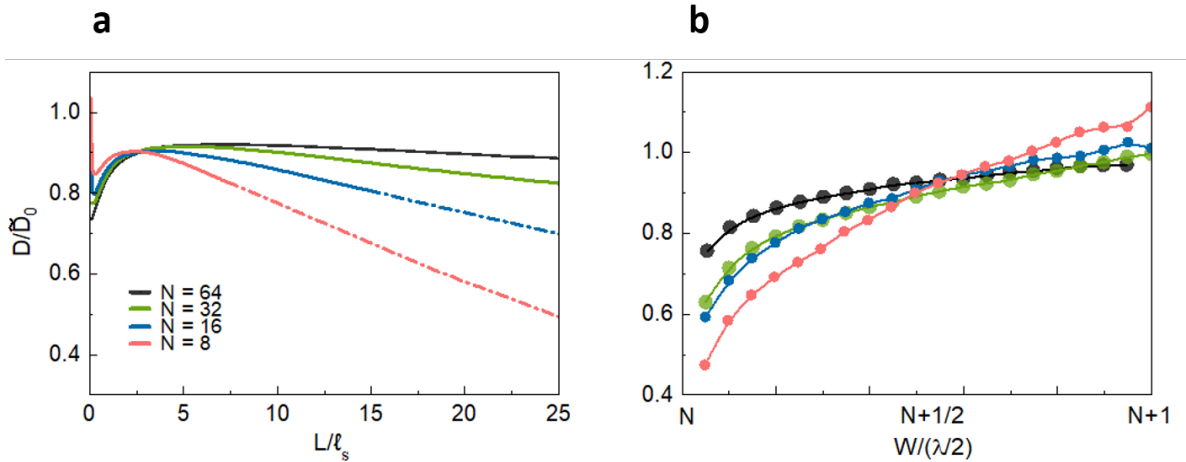 a
b
D/D̃₀
1.0
0.8
0.6
0.4
N = 64
N = 32
N = 16
N = 8
0
5
10
15
20
25
L/ℓₛ
1.2
1.0
0.8
0.6
0.4
N
N+1/2
N+1
W/(λ/2)